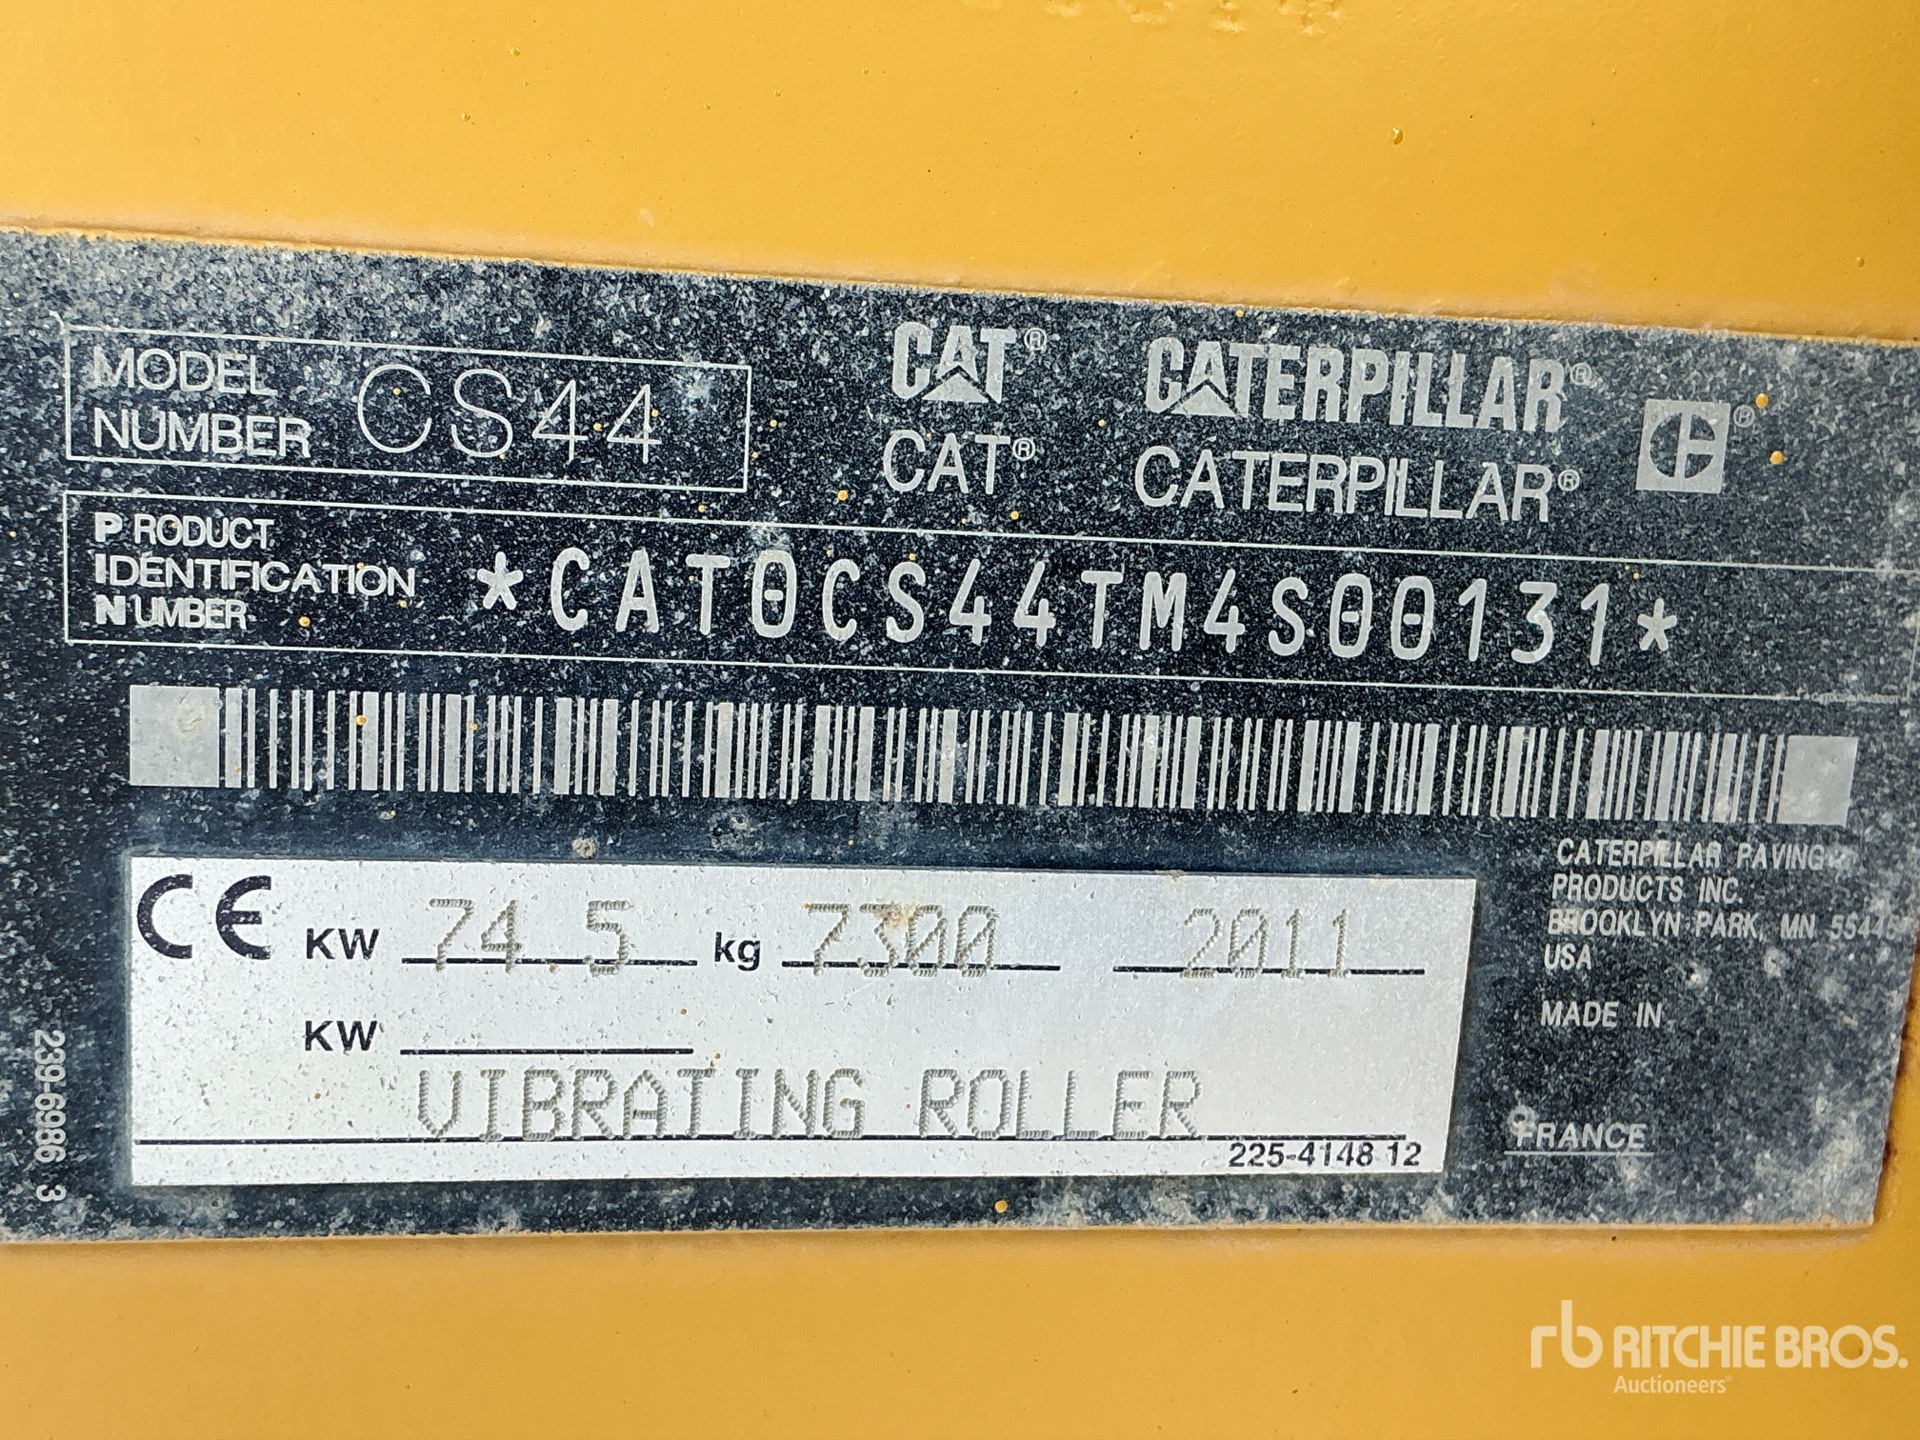 MODEL NUMBER CS44
CAT® CATERPILLAR®
CAT® CATERPILLAR®
PRODUCT IDENTIFICATION NUMBER *CAT0CS44TM4S00131*
CE KW 74.5 kg 7300 2011
KW
VIBRATING ROLLER
225-4148 12
CATERPILLAR PAVING
PRODUCTS INC.
BROOKLYN PARK, MN
USA
MADE IN
FRANCE
239-6986 3
rb RITCHIE BROS.
Auctioneers